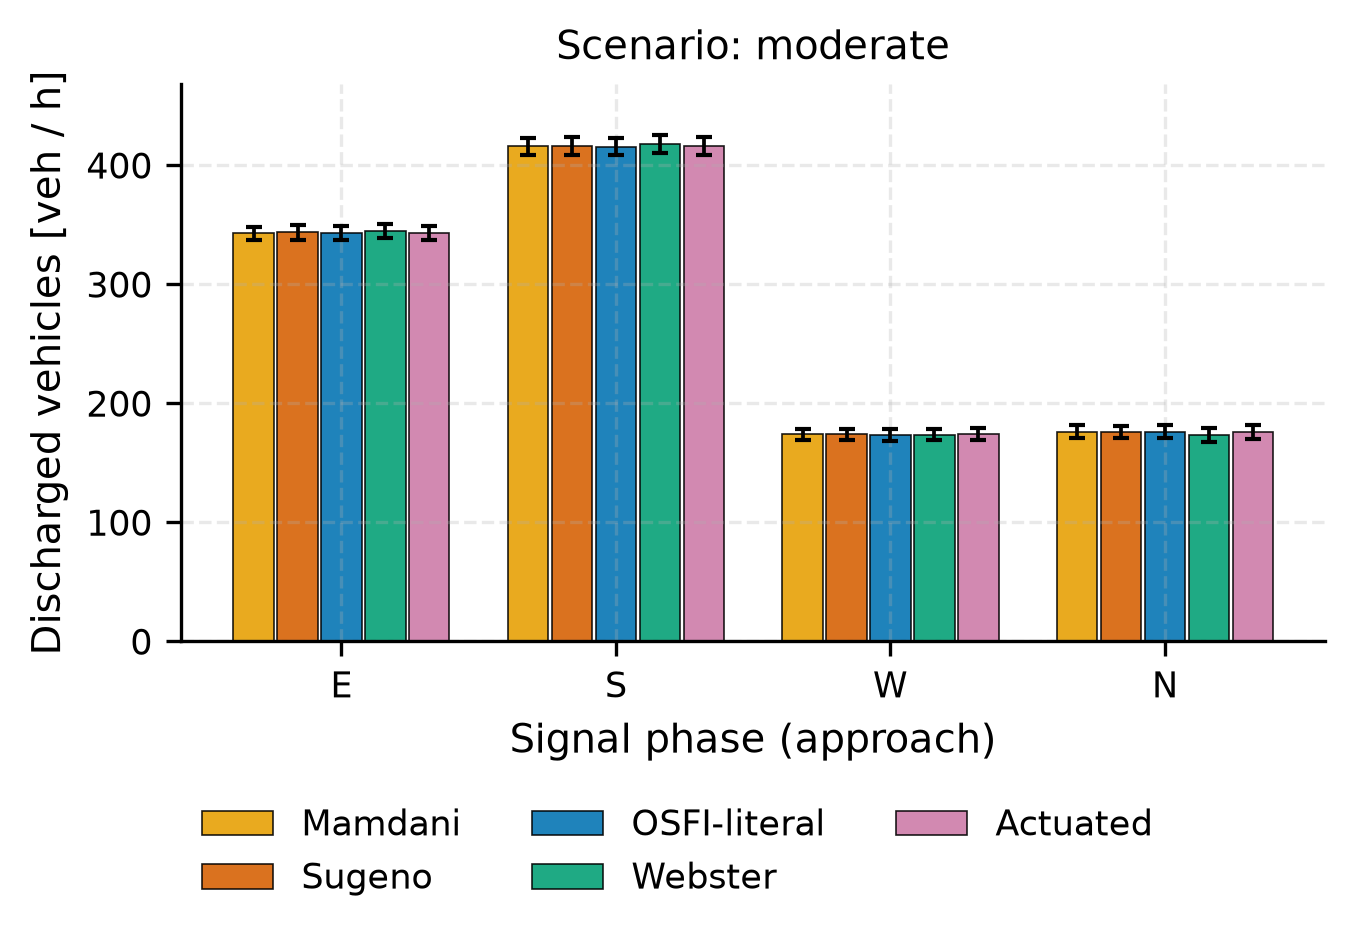 Scenario: moderate
Discharged vehicles [veh / h]
400
300
200
100
0
E S W N
Signal phase (approach)
Mamdani OSFI-literal Actuated
Sugeno Webster